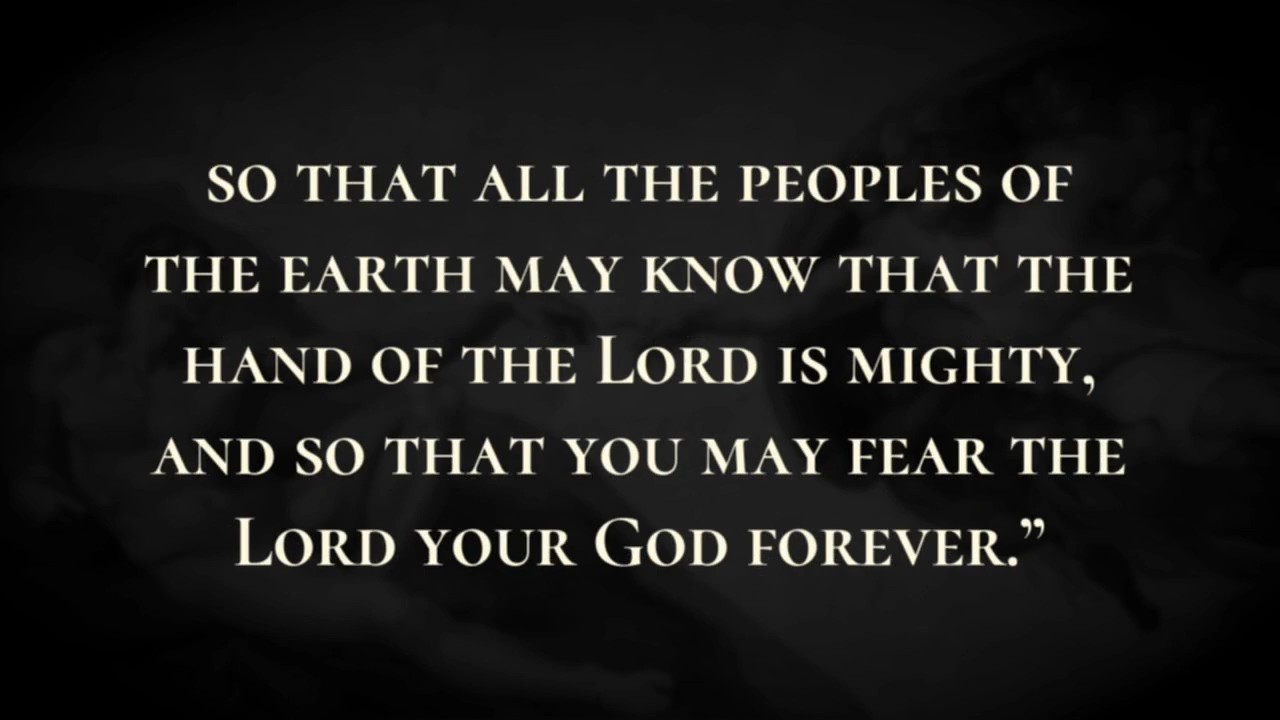 so that all the peoples of
the earth may know that the
hand of the Lord is mighty,
and so that you may fear the
Lord your God forever.”